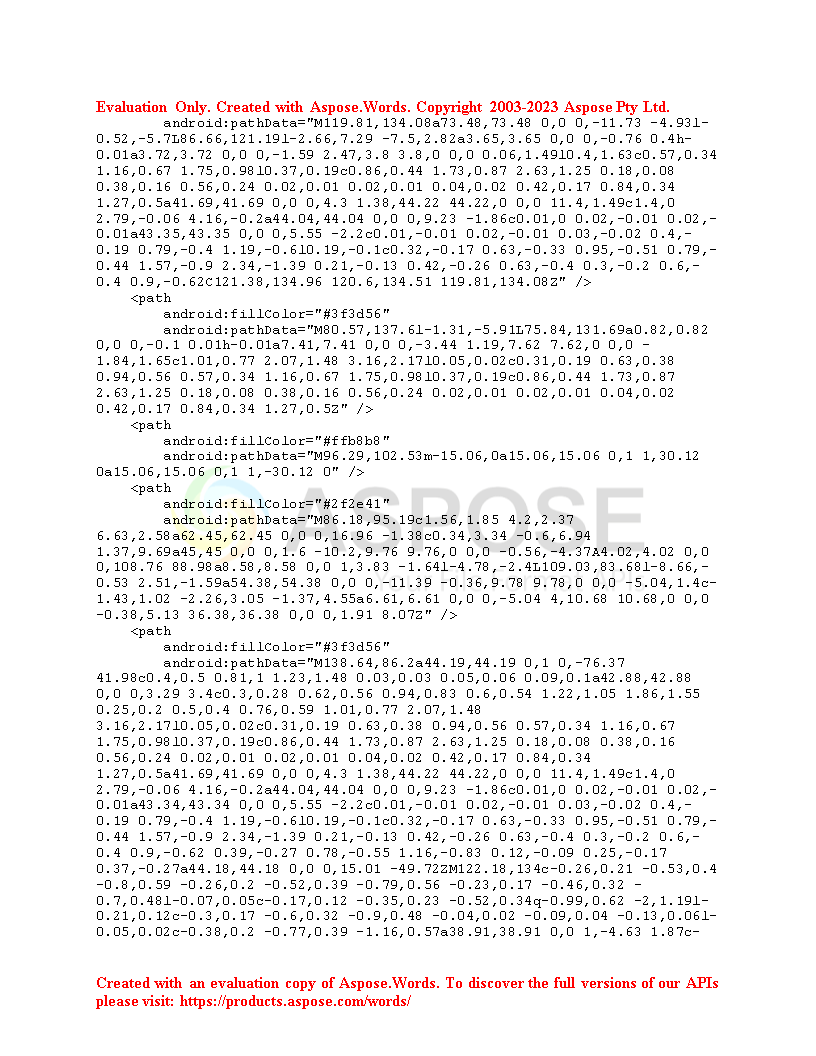 Evaluation Only. Created with Aspose.Words. Copyright 2003-2023 Aspose Pty Ltd.
android:pathData="M119.81,134.08a73.48,73.48 0,0 0,-11.73 -4.93l-
0.52,-5.7L86.66,121.19l-2.66,7.29 -7.5,2.82a3.65,3.65 0,0 0,-0.76 0.4h-
0.01a3.72,3.72 0,0 0,-1.59 2.47,3.8 3.8,0 0,0 0.06,1.49l0.4,1.63c0.57,0.34
1.16,0.67 1.75,0.98l0.37,0.19c0.86,0.44 1.73,0.87 2.63,1.25 0.18,0.08
0.38,0.16 0.56,0.24 0.02,0.01 0.02,0.01 0.04,0.02 0.42,0.17 0.84,0.34
1.27,0.5a41.69,41.69 0,0 0,4.3 1.38,44.22 44.22,0 0,0 11.4,1.49c1.4,0
2.79,-0.06 4.16,-0.2a44.04,44.04 0,0 0,9.23 -1.86c0.01,0 0.02,-0.01 0.02,-
0.01a43.35,43.35 0,0 0,5.55 -2.2c0.01,-0.01 0.02,-0.01 0.03,-0.02 0.4,-
0.19 0.79,-0.4 1.19,-0.6l0.19,-0.1c0.32,-0.17 0.63,-0.33 0.95,-0.51 0.79,-
0.44 1.57,-0.9 2.34,-1.39 0.21,-0.13 0.42,-0.26 0.63,-0.4 0.3,-0.2 0.6,-
0.4 0.9,-0.62C121.38,134.96 120.6,134.51 119.81,134.08Z" />
<path
android:fillColor="#3f3d56"
android:pathData="M80.57,137.6l-1.31,-5.91L75.84,131.69a0.82,0.82
0,0 0,-0.1 0.01h-0.01a7.41,7.41 0,0 0,-3.44 1.19,7.62 7.62,0 0,0 -
1.84,1.65c1.01,0.77 2.07,1.48 3.16,2.17l0.05,0.02c0.31,0.19 0.63,0.38
0.94,0.56 0.57,0.34 1.16,0.67 1.75,0.98l0.37,0.19c0.86,0.44 1.73,0.87
2.63,1.25 0.18,0.08 0.38,0.16 0.56,0.24 0.02,0.01 0.02,0.01 0.04,0.02
0.42,0.17 0.84,0.34 1.27,0.5Z" />
<path
android:fillColor="#ffb8b8"
android:pathData="M96.29,102.53m-15.06,0a15.06,15.06 0,1 1,30.12
0a15.06,15.06 0,1 1,-30.12 0" />
<path
android:fillColor="#2f2e41"
android:pathData="M86.18,95.19c1.56,1.85 4.2,2.37
6.63,2.58a62.45,62.45 0,0 0,16.96 -1.38c0.34,3.34 -0.6,6.94
1.37,9.69a45,45 0,0 0,1.6 -10.2,9.76 9.76,0 0,0 -0.56,-4.37A4.02,4.02 0,0
0,108.76 88.98a8.58,8.58 0,0 1,3.83 -1.64l-4.78,-2.4L109.03,83.68l-8.66,-
0.53 2.51,-1.59a54.38,54.38 0,0 0,-11.39 -0.36,9.78 9.78,0 0,0 -5.04,1.4c-
1.43,1.02 -2.26,3.05 -1.37,4.55a6.61,6.61 0,0 0,-5.04 4,10.68 10.68,0 0,0
-0.38,5.13 36.38,36.38 0,0 0,1.91 8.07Z" />
<path
android:fillColor="#3f3d56"
android:pathData="M138.64,86.2a44.19,44.19 0,1 0,-76.37
41.98c0.4,0.5 0.81,1 1.23,1.48 0.03,0.03 0.05,0.06 0.09,0.1a42.88,42.88
0,0 0,3.29 3.4c0.3,0.28 0.62,0.56 0.94,0.83 0.6,0.54 1.22,1.05 1.86,1.55
0.25,0.2 0.5,0.4 0.76,0.59 1.01,0.77 2.07,1.48
3.16,2.17l0.05,0.02c0.31,0.19 0.63,0.38 0.94,0.56 0.57,0.34 1.16,0.67
1.75,0.98l0.37,0.19c0.86,0.44 1.73,0.87 2.63,1.25 0.18,0.08 0.38,0.16
0.56,0.24 0.02,0.01 0.02,0.01 0.04,0.02 0.42,0.17 0.84,0.34
1.27,0.5a41.69,41.69 0,0 0,4.3 1.38,44.22 44.22,0 0,0 11.4,1.49c1.4,0
2.79,-0.06 4.16,-0.2a44.04,44.04 0,0 0,9.23 -1.86c0.01,0 0.02,-0.01 0.02,-
0.01a43.34,43.34 0,0 0,5.55 -2.2c0.01,-0.01 0.02,-0.01 0.03,-0.02 0.4,-
0.19 0.79,-0.4 1.19,-0.6l0.19,-0.1c0.32,-0.17 0.63,-0.33 0.95,-0.51 0.79,-
0.44 1.57,-0.9 2.34,-1.39 0.21,-0.13 0.42,-0.26 0.63,-0.4 0.3,-0.2 0.6,-
0.4 0.9,-0.62 0.39,-0.27 0.78,-0.55 1.16,-0.83 0.12,-0.09 0.25,-0.17
0.37,-0.27a44.18,44.18 0,0 0,15.01 -49.72ZM122.18,134c-0.26,0.21 -0.53,0.4
-0.8,0.59 -0.26,0.2 -0.52,0.39 -0.79,0.56 -0.23,0.17 -0.46,0.32 -
0.7,0.48l-0.07,0.05c-0.17,0.12 -0.35,0.23 -0.52,0.34q-0.99,0.62 -2,1.19l-
0.21,0.12c-0.3,0.17 -0.6,0.32 -0.9,0.48 -0.04,0.02 -0.09,0.04 -0.13,0.06l-
0.05,0.02c-0.38,0.2 -0.77,0.39 -1.16,0.57a38.91,38.91 0,0 1,-4.63 1.87c-
ASPOSE
Created with an evaluation copy of Aspose.Words. To discover the full versions of our APIs
please visit: https://products.aspose.com/words/